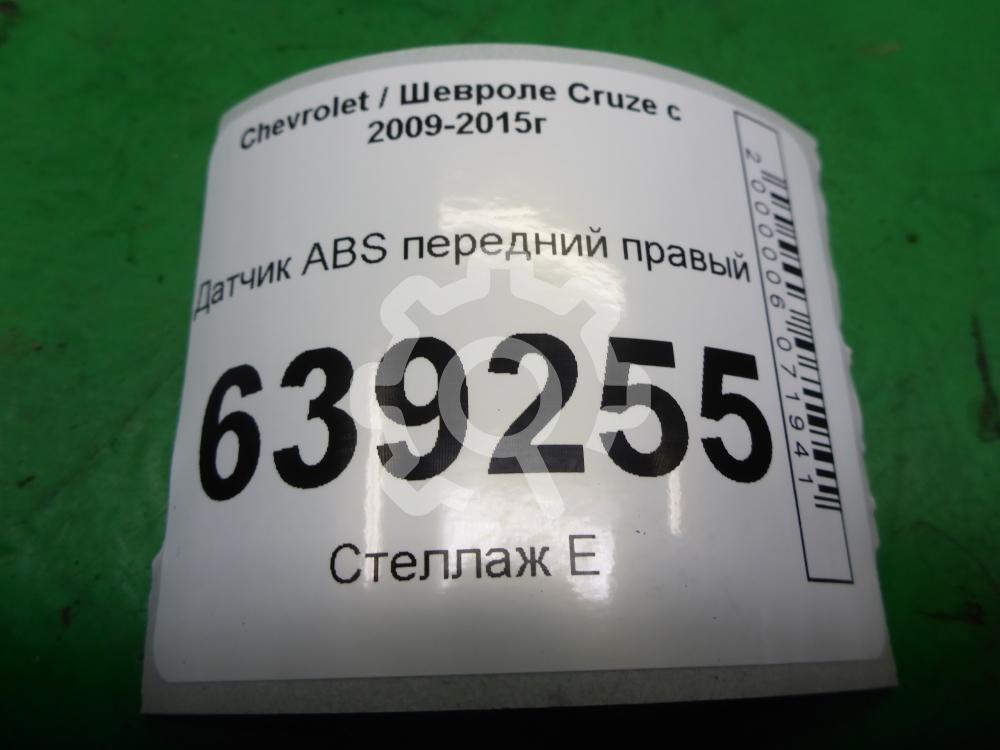 Chevrolet / Шевроле Cruze с
2009-2015г
Датчик ABS передний правый
639255
Стеллаж Е
2000006071941